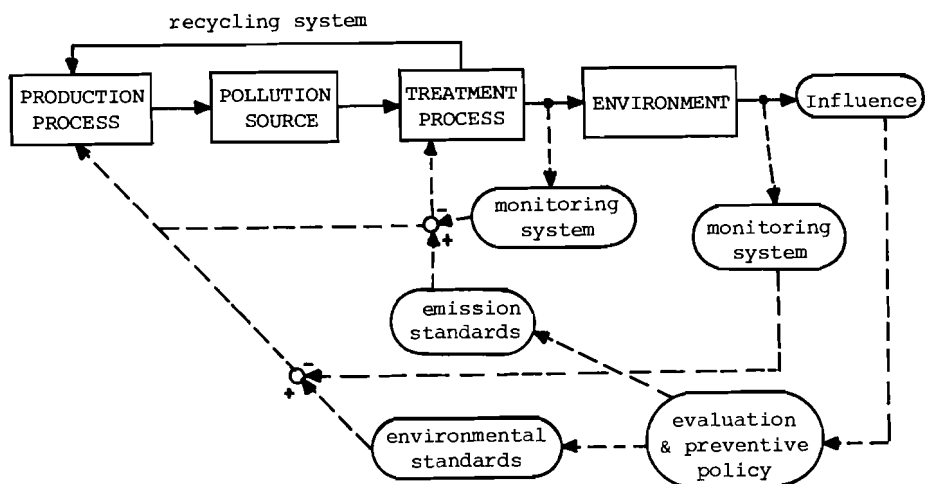 recycling system
PRODUCTION
PROCESS
POLLUTION
SOURCE
TREATMENT
PROCESS
ENVIRONMENT
Influence
monitoring
system
monitoring
system
-
+
emission
standards
-
+
environmental
standards
evaluation
& preventive
policy